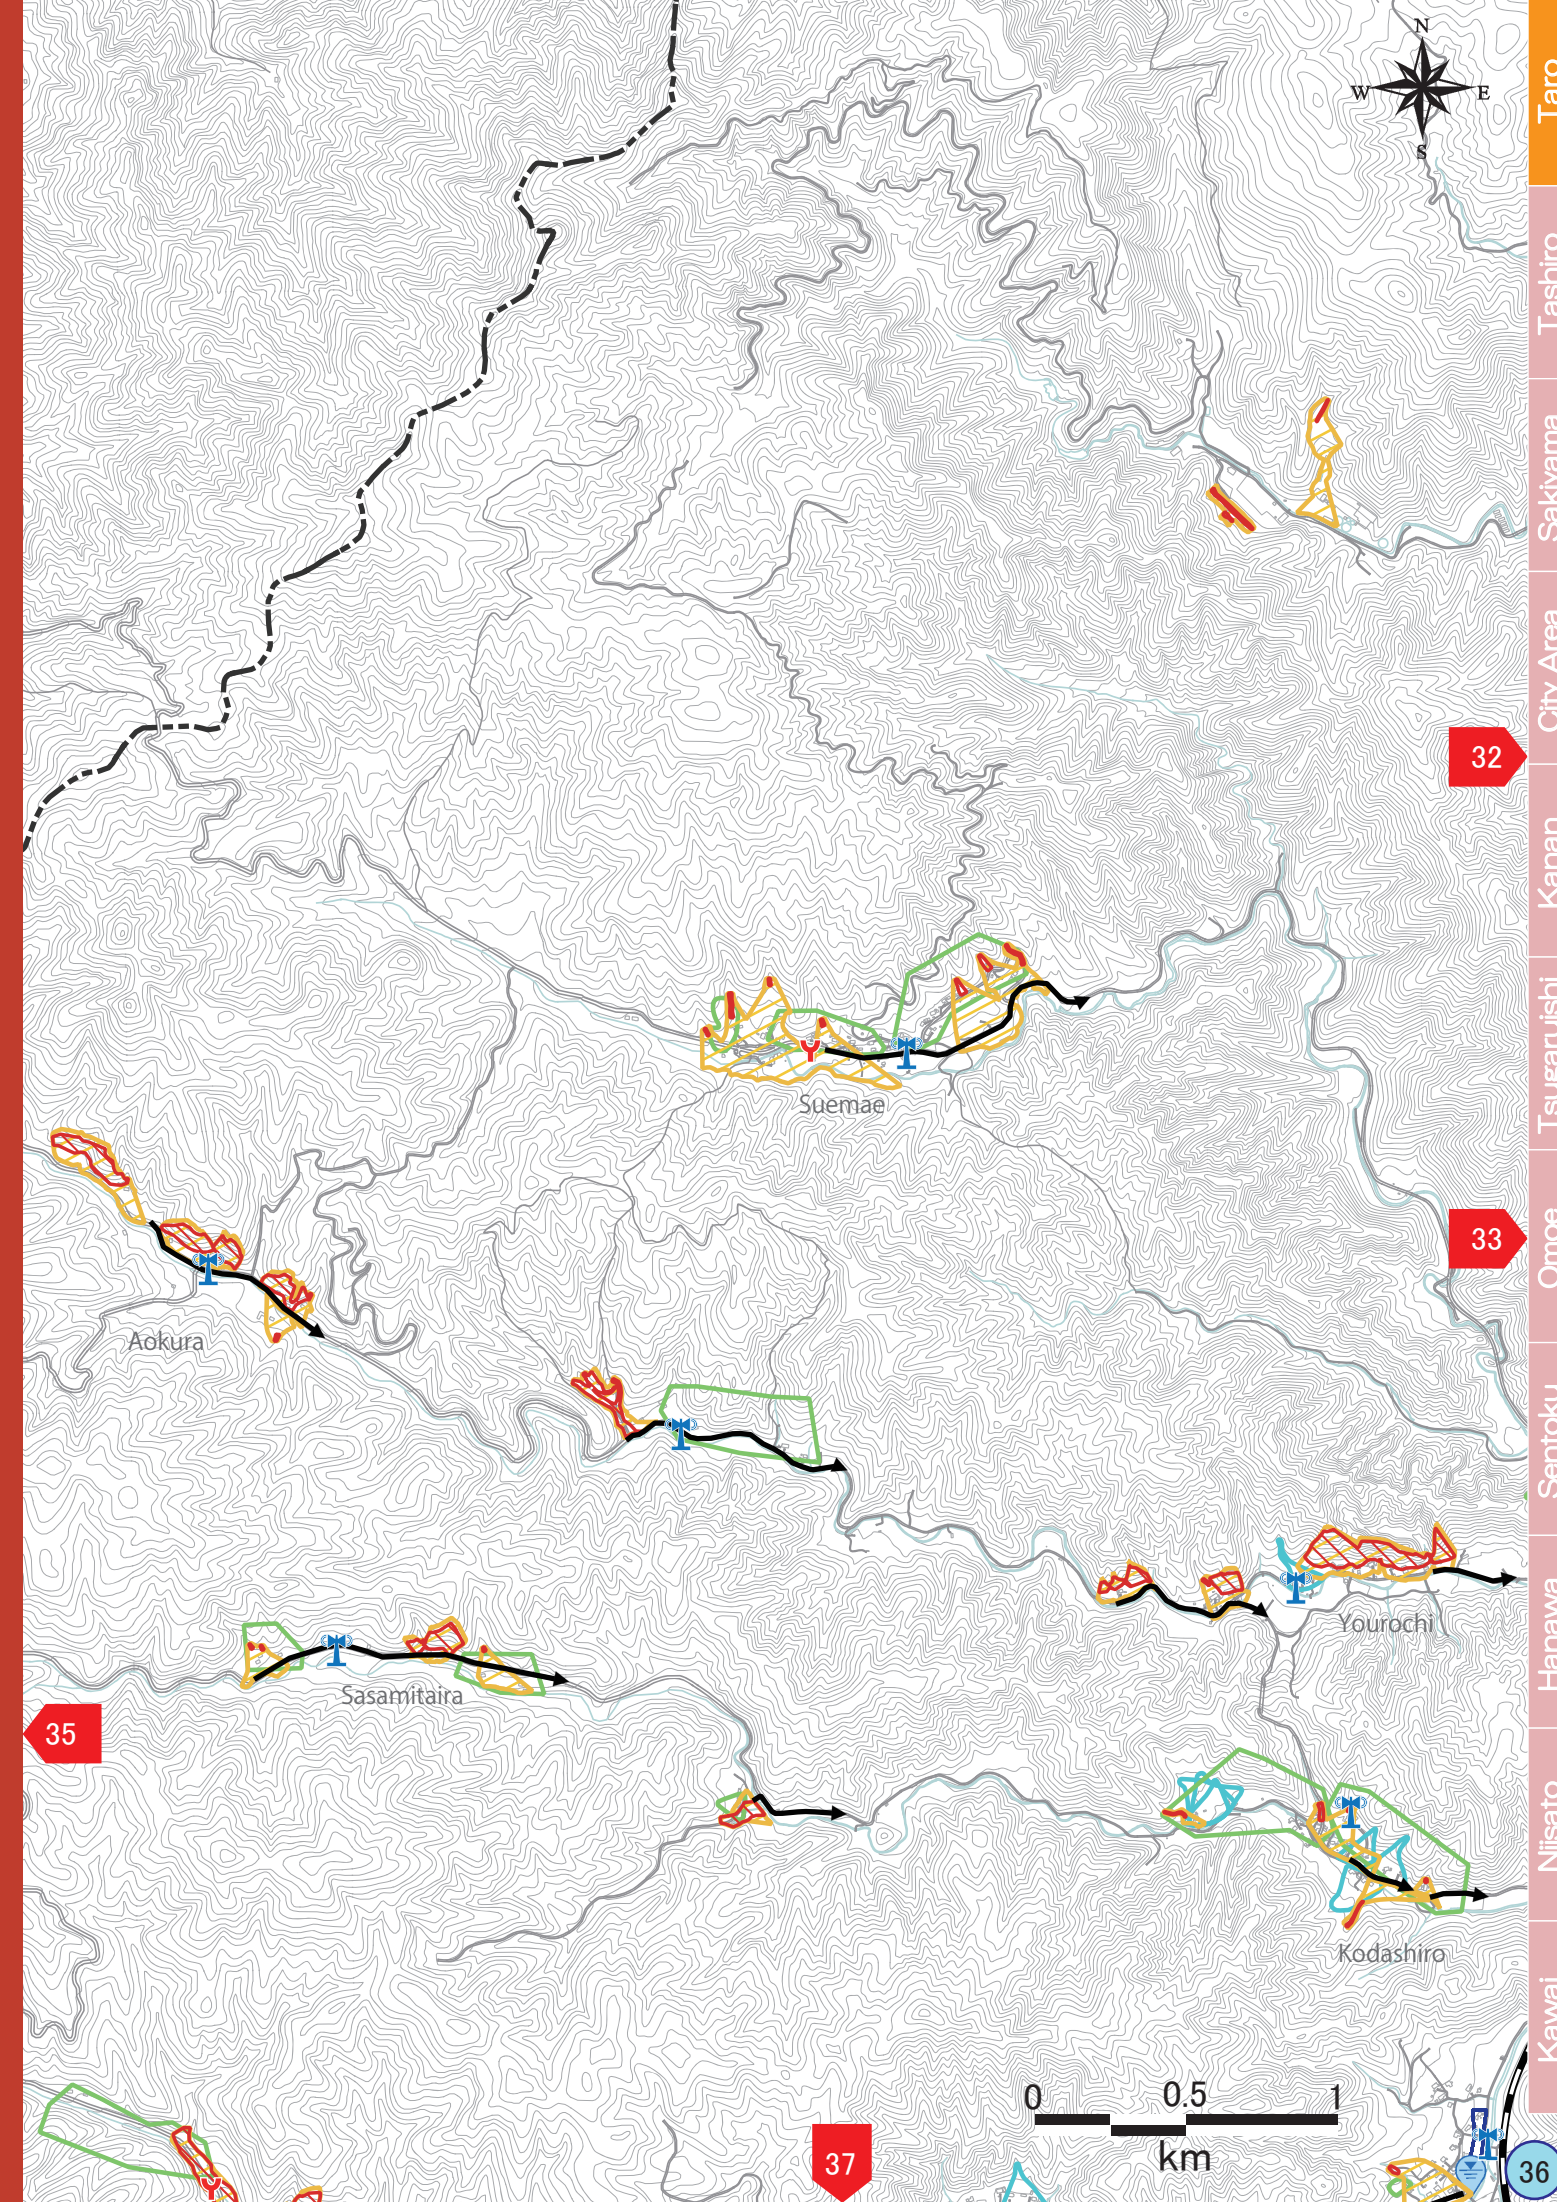 N
W
E
S
Taro
Tashiro
Sakiyama
City Area
32
Kapan
Tsugaruishi
Suemae
Omoe
33
Aokura
Sentoku
Hanawa
Yourochi
Sasamitaira
35
Niisato
Kodashiro
Kawai
0
0.5
1
km
37
36